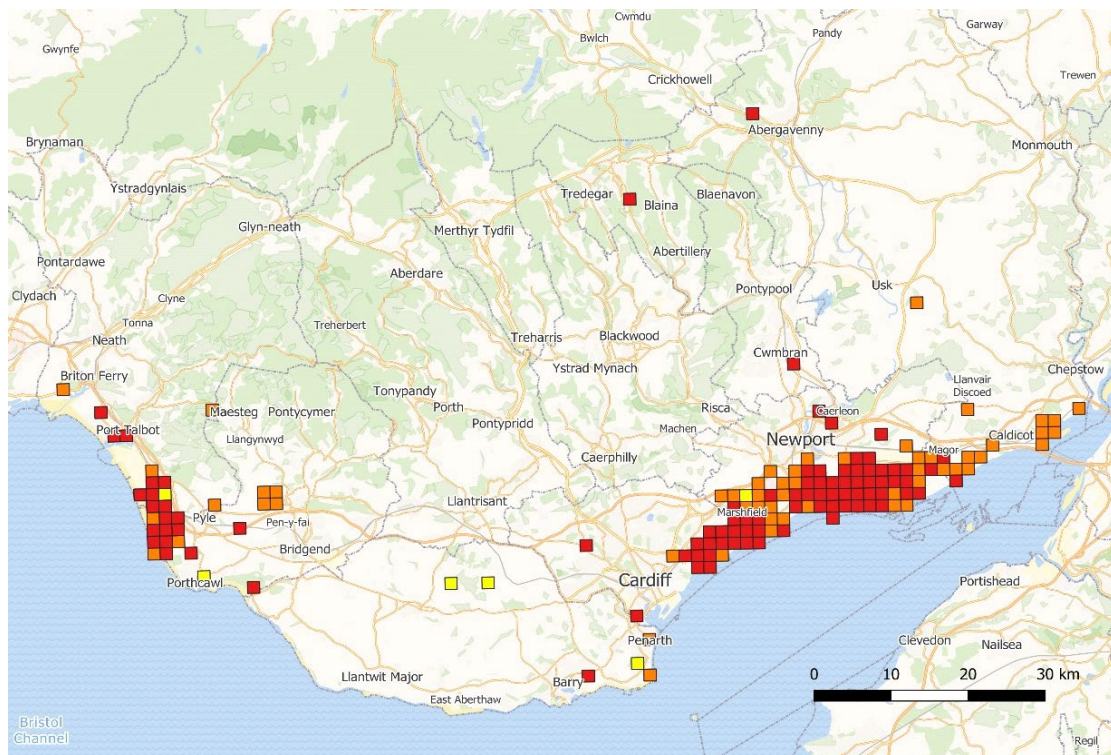 Garway
Cwmdu
Pandy
Bwlch
Gwynfe
Crickhowell
Trewen
Abergavenny
Brynaman
Monmouth
Ystradgynlais
Tredegar
Blaenavon
Blaina
Glyn-neath
Merthyr Tydfil
Abertillery
Pontardawe
Aberdare
Usk
Pontypool
Clydach
Clyne
Tonna
Treherbert
Treharris
Blackwood
Neath
Cwmbran
Ystrad Mynach
Chepstow
Briton Ferry
Llanvair
Discoed
Tonypandy
Porth
Risca
Caerleon
Maesteg
Pontycymer
Pontypridd
Machen
Port Talbot
Llangynwyd
Newport
Caldicot
Magor
Caerphilly
Llantrisant
Marshfield
Pyle
Pen-y-fai
Bridgend
Cardiff
Porthcawl
Portishead
Penarth
Clevedon
Nailsea
Llantwit Major
Barry
0 10 20 30 km
East Aberthaw
Bristol
Channel
Regil